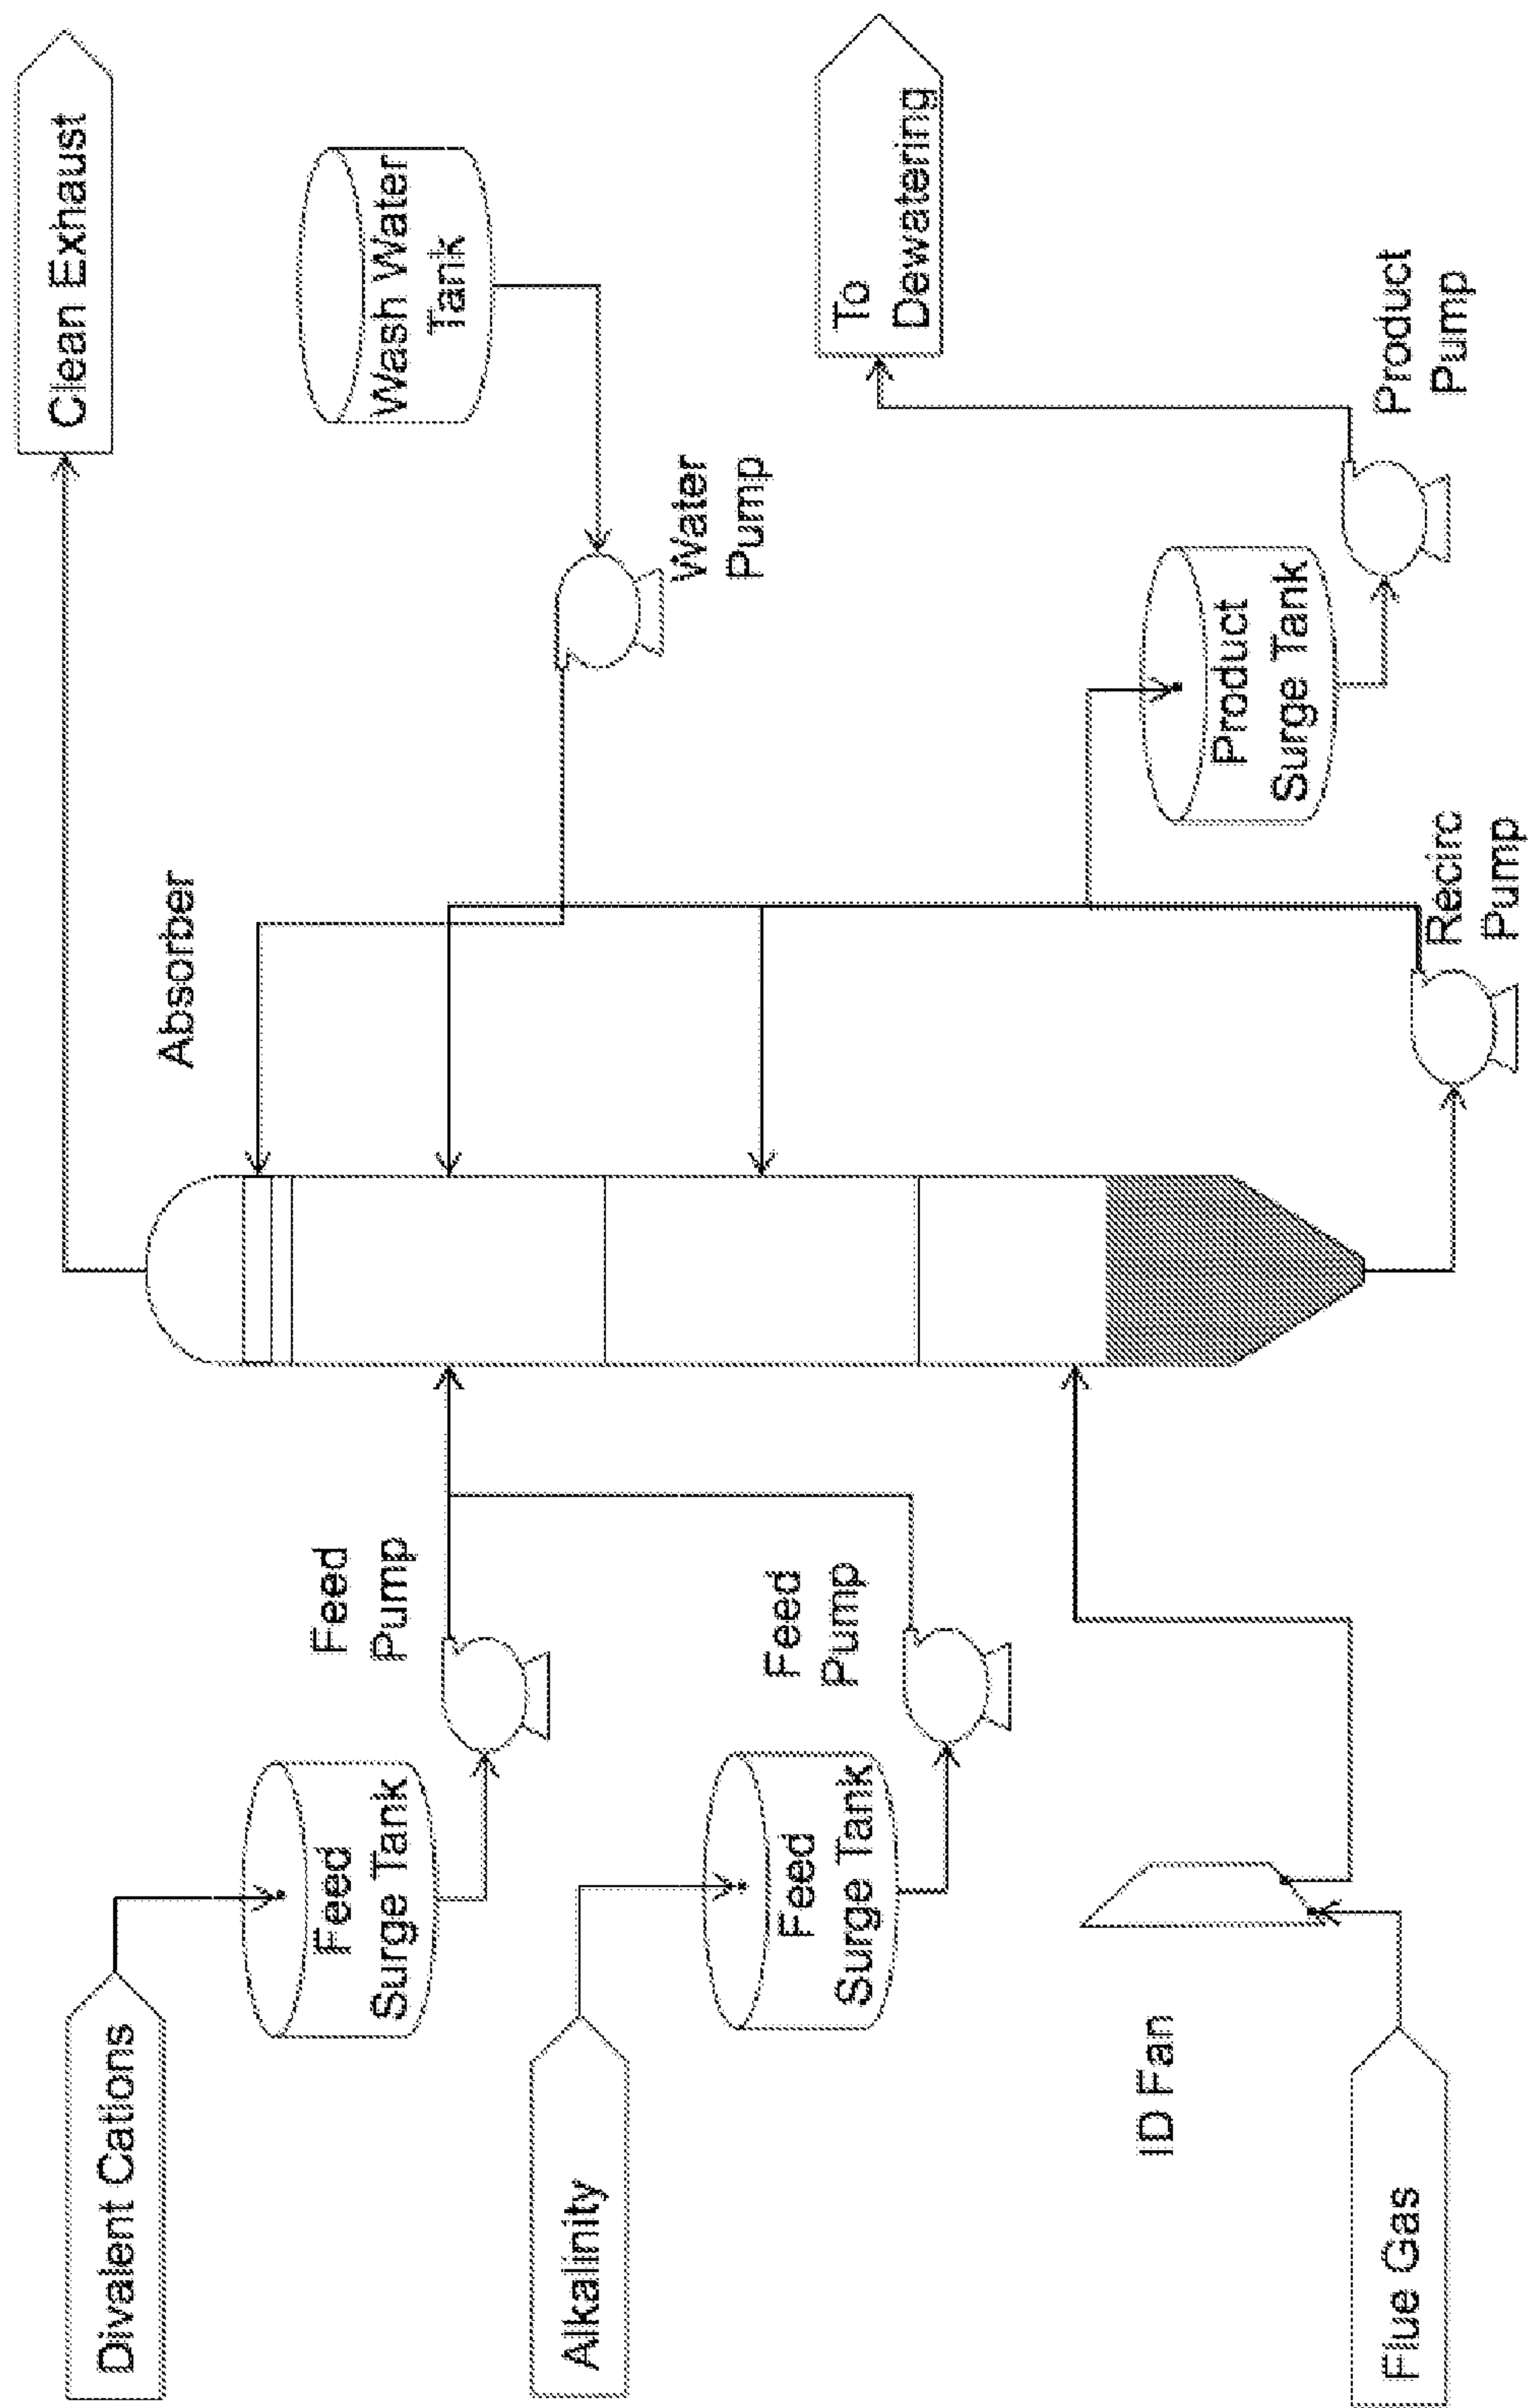 Divalent Cations
Feed
Surge Tank
Feed
Pump
Absorber
Clean Exhaust
Wash Water
Tank
Water
Pump
Alkalinity
Feed
Surge Tank
Feed
Pump
To
Dewatering
Product
Surge Tank
Product
Pump
ID Fan
Flue Gas
Recirc
Pump